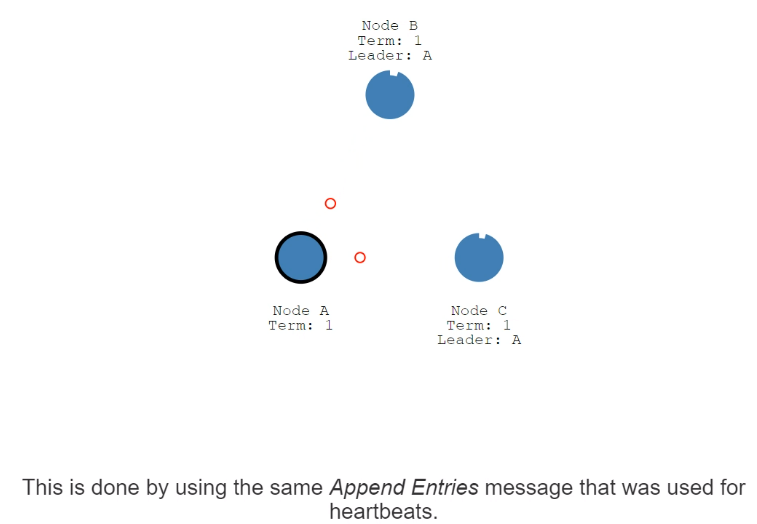 Node B
Term: 1
Leader: A
Node A
Term: 1
Node C
Term: 1
Leader: A
This is done by using the same Append Entries message that was used for
heartbeats.